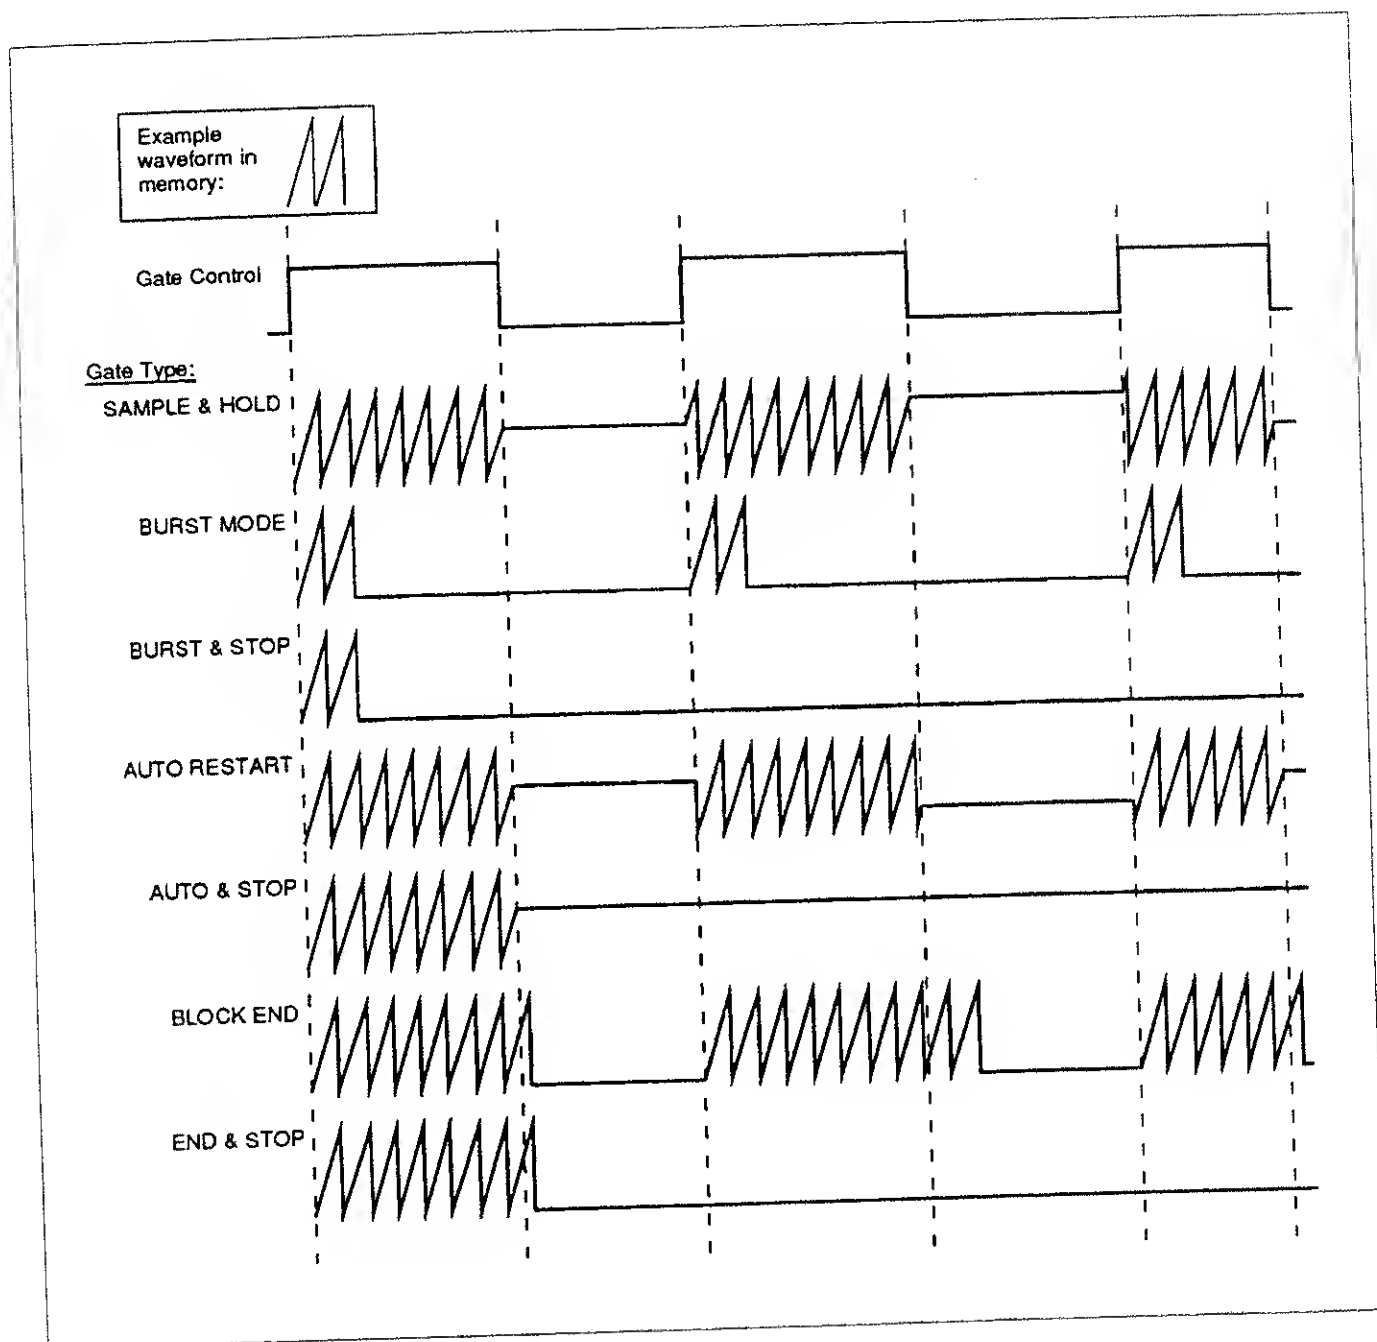 Example
waveform in
memory:
Gate Control
Gate Type:
SAMPLE & HOLD
BURST MODE
BURST & STOP
AUTO RESTART
AUTO & STOP
BLOCK END
END & STOP